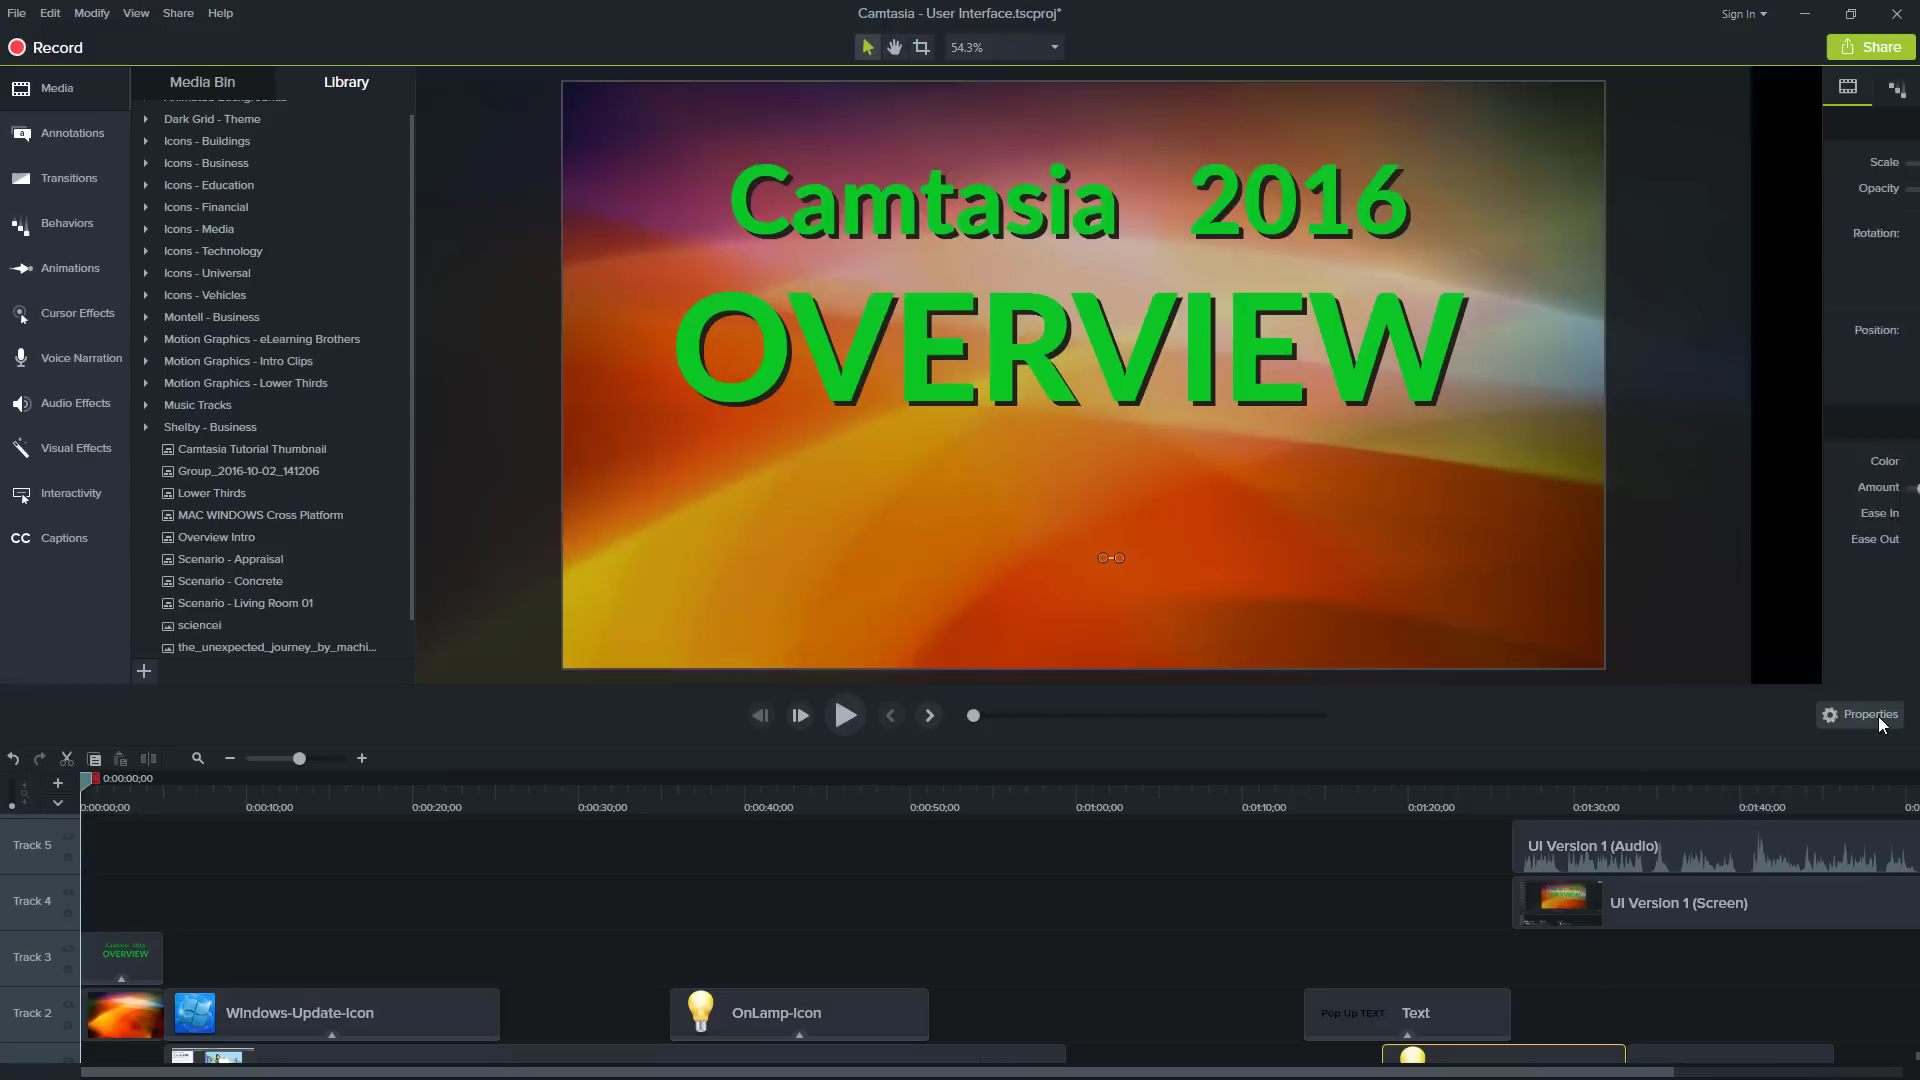 File Edit Modify View Share Help
Camtasia - User Interface.tscproj*
Sign In
Record
54.3%
Share
Media
Annotations
Transitions
Behaviors
Animations
Cursor Effects
Voice Narration
Audio Effects
Visual Effects
Interactivity
CC Captions
Media Bin Library
Dark Grid - Theme
Icons - Buildings
Icons - Business
Icons - Education
Icons - Financial
Icons - Media
Icons - Technology
Icons - Universal
Icons - Vehicles
Montell - Business
Motion Graphics - eLearning Brothers
Motion Graphics - Intro Clips
Motion Graphics - Lower Thirds
Music Tracks
Shelby - Business
Camtasia Tutorial Thumbnail
Group_2016-10-02_141206
Lower Thirds
MAC WINDOWS Cross Platform
Overview Intro
Scenario - Appraisal
Scenario - Concrete
Scenario - Living Room 01
sciencei
the_unexpected_journey_by_machi...
Camtasia 2016
OVERVIEW
Scale
Opacity
Rotation:
Position:
Color
Amount
Ease In
Ease Out
Properties
0:00:00;00
0:00:00;00 0:00:10;00 0:00:20;00 0:00:30;00 0:00:40;00 0:00:50;00 0:01:00;00 0:01:10;00 0:01:20;00 0:01:30;00 0:01:40;00 0:0
Track 5
UI Version 1 (Audio)
Track 4
UI Version 1 (Screen)
Track 3
Camtasia 2016
OVERVIEW
Track 2
Windows-Update-icon
OnLamp-icon
Pop Up TEXT Text